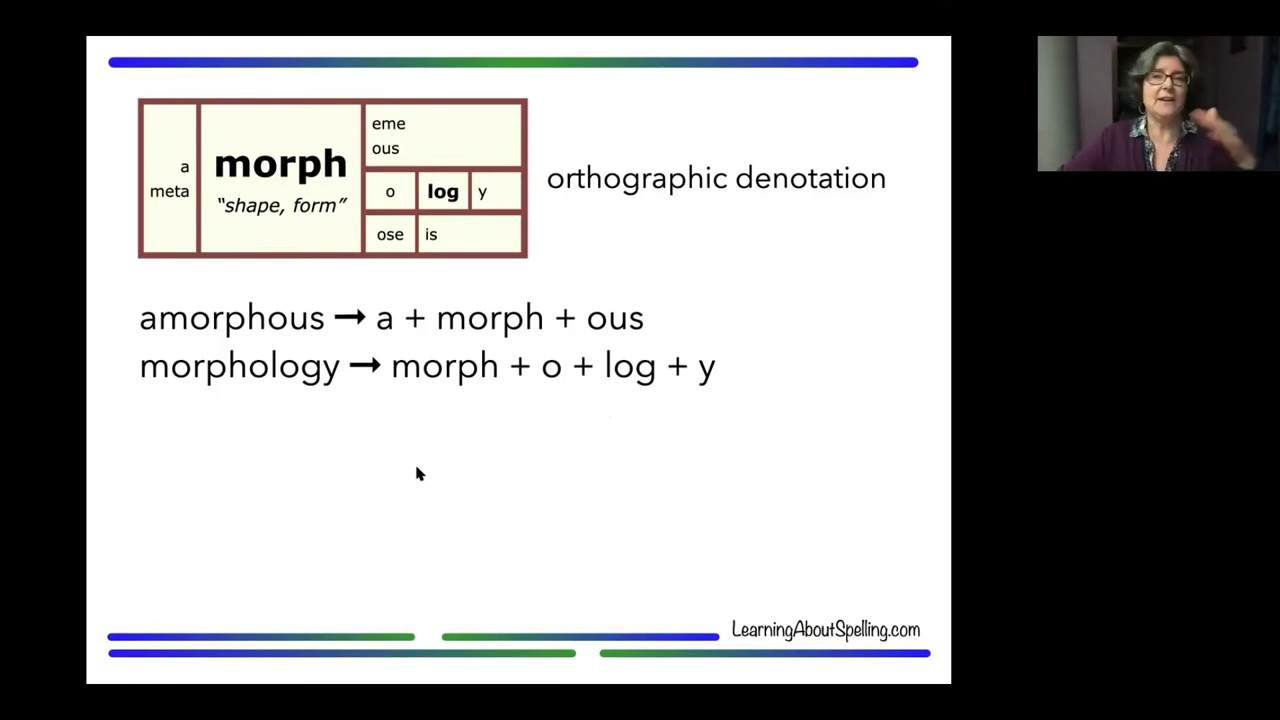 a
meta
morph
“shape, form”
eme
ous
o log y
ose is
orthographic denotation
amorphous ➞ a + morph + ous
morphology ➞ morph + o + log + y
LearningAboutSpelling.com